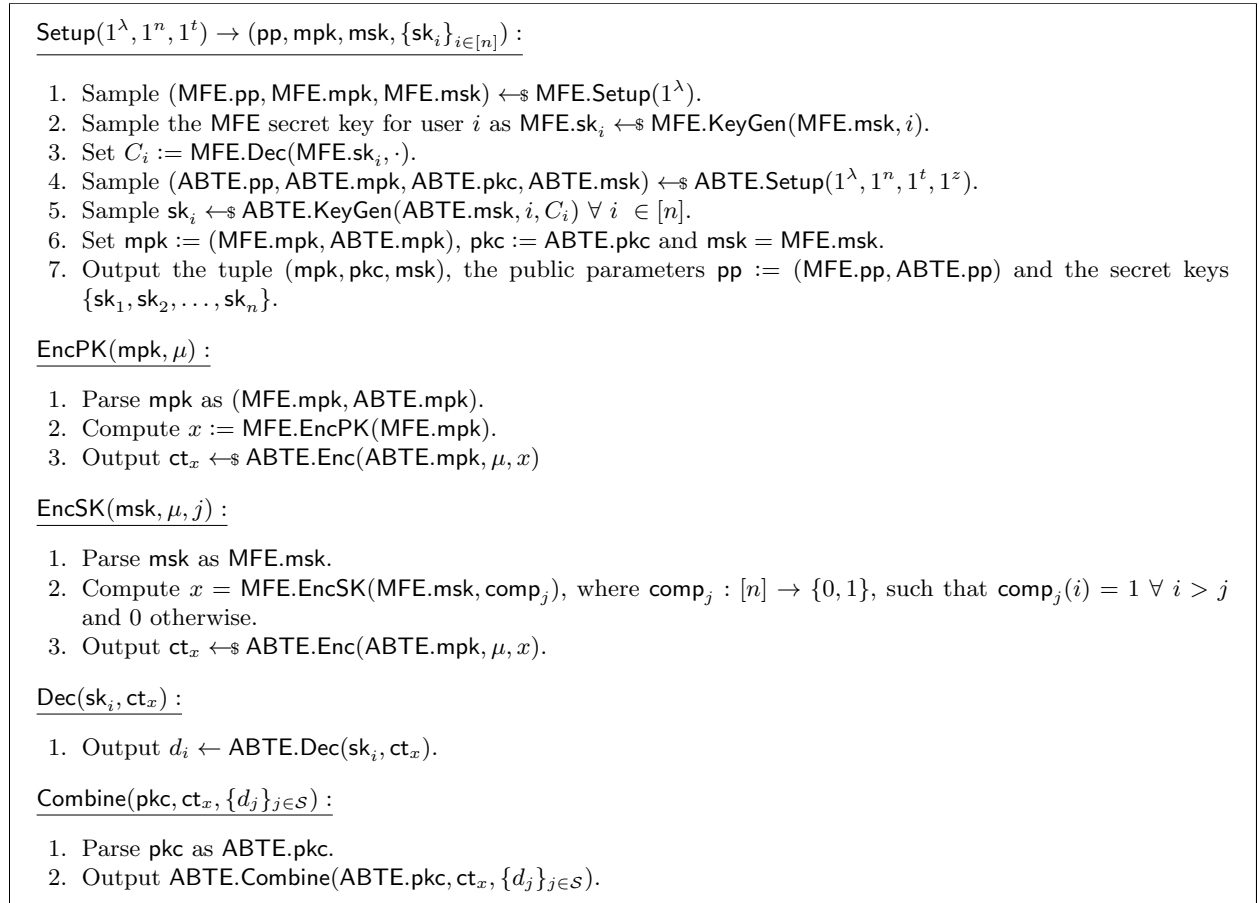 Setup(1^λ, 1^n, 1^t) → (pp, mpk, msk, {sk_i}_{i∈[n]}) :
1. Sample (MFE.pp, MFE.mpk, MFE.msk) ←$ MFE.Setup(1^λ).
2. Sample the MFE secret key for user i as MFE.sk_i ←$ MFE.KeyGen(MFE.msk, i).
3. Set C_i := MFE.Dec(MFE.sk_i, ·).
4. Sample (ABTE.pp, ABTE.mpk, ABTE.pkc, ABTE.msk) ←$ ABTE.Setup(1^λ, 1^n, 1^t, 1^z).
5. Sample sk_i ←$ ABTE.KeyGen(ABTE.msk, i, C_i) ∀ i ∈ [n].
6. Set mpk := (MFE.mpk, ABTE.mpk), pkc := ABTE.pkc and msk = MFE.msk.
7. Output the tuple (mpk, pkc, msk), the public parameters pp := (MFE.pp, ABTE.pp) and the secret keys
{sk_1, sk_2, . . . , sk_n}.
EncPK(mpk, μ) :
1. Parse mpk as (MFE.mpk, ABTE.mpk).
2. Compute x := MFE.EncPK(MFE.mpk).
3. Output ct_x ←$ ABTE.Enc(ABTE.mpk, μ, x)
EncSK(msk, μ, j) :
1. Parse msk as MFE.msk.
2. Compute x = MFE.EncSK(MFE.msk, comp_j), where comp_j : [n] → {0, 1}, such that comp_j(i) = 1 ∀ i > j
and 0 otherwise.
3. Output ct_x ←$ ABTE.Enc(ABTE.mpk, μ, x).
Dec(sk_i, ct_x) :
1. Output d_i ← ABTE.Dec(sk_i, ct_x).
Combine(pkc, ct_x, {d_j}_{j∈S}) :
1. Parse pkc as ABTE.pkc.
2. Output ABTE.Combine(ABTE.pkc, ct_x, {d_j}_{j∈S}).